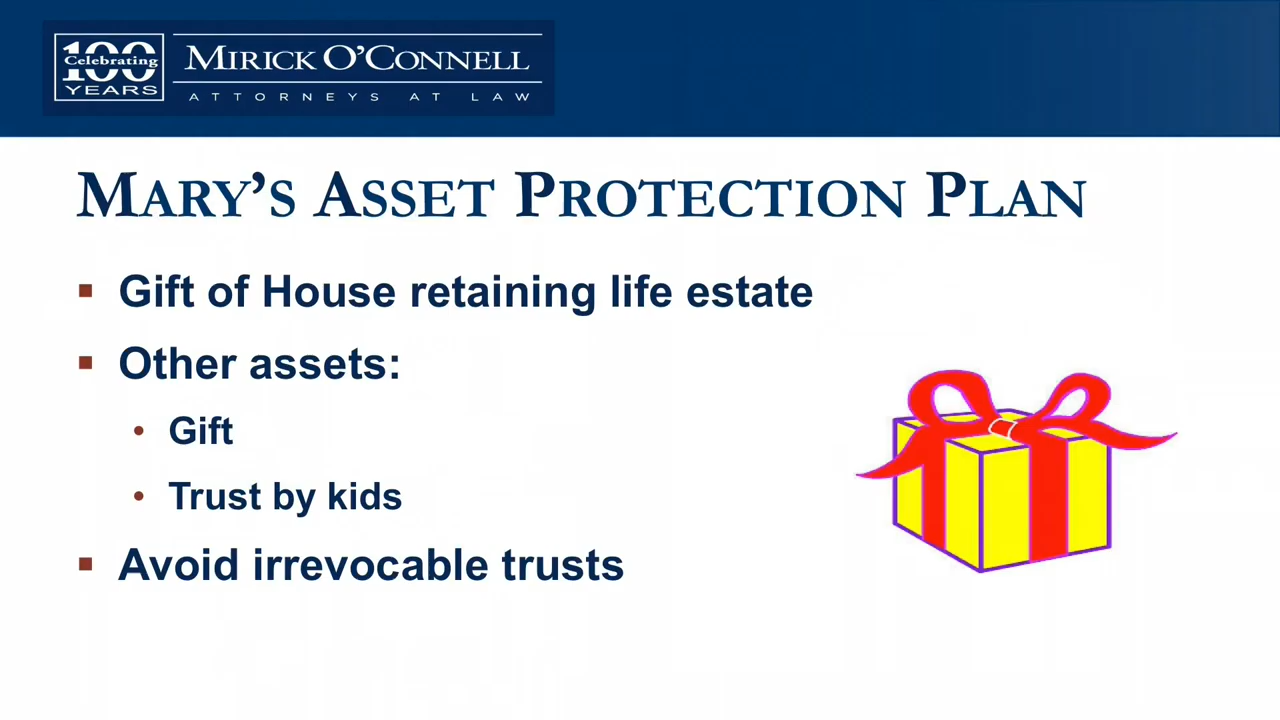 100
Celebrating
YEARS
MIRICK O'CONNELL
ATTORNEYS AT LAW
MARY'S ASSET PROTECTION PLAN
Gift of House retaining life estate
Other assets:
Gift
Trust by kids
Avoid irrevocable trusts